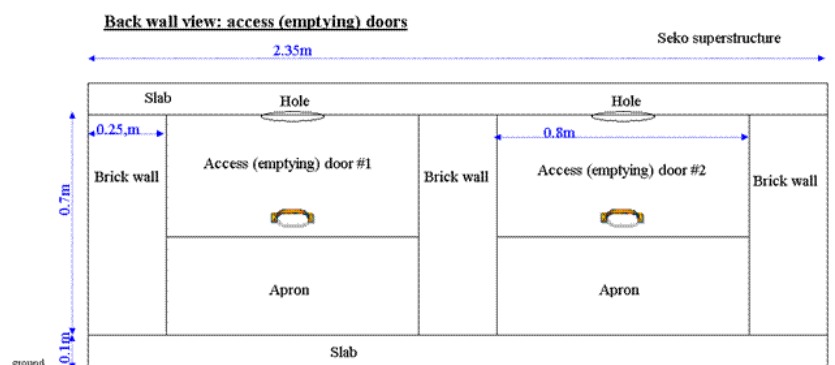 Back wall view: access (emptying) doors
Seko superstructure
2.35m
Slab
Hole
Hole
0.25,m
0.8m
Access (emptying) door #1
Access (emptying) door #2
Brick wall
Brick wall
Brick wall
0.7m
Apron
Apron
0.1m
Slab
ground